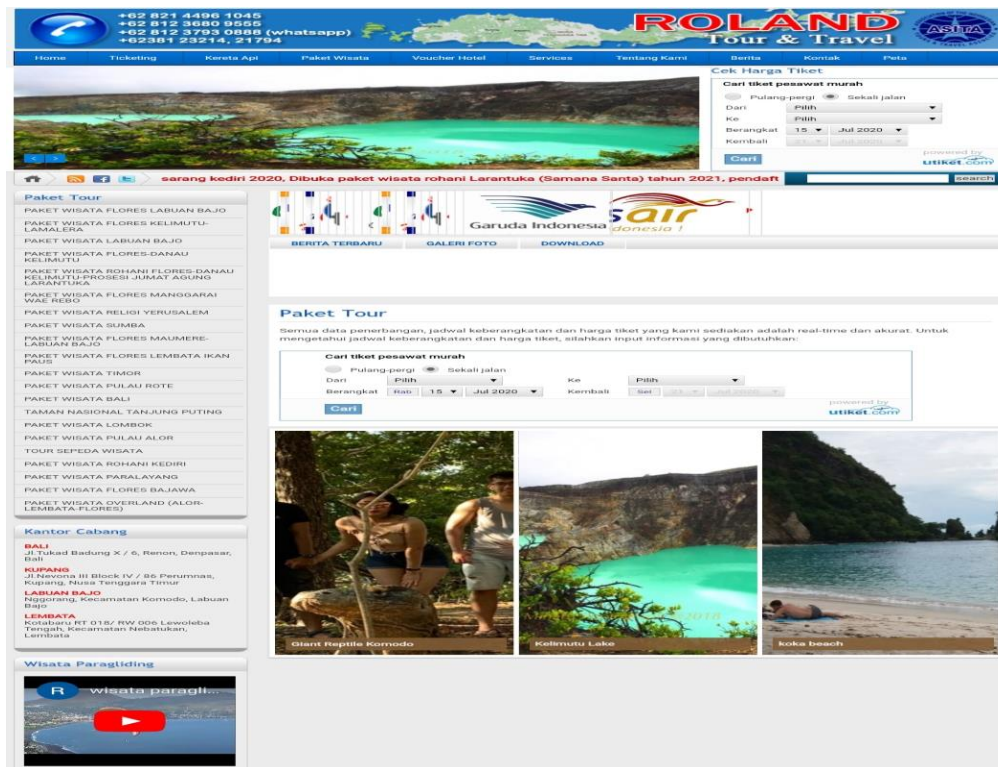 +62 821 4496 1045
+62 812 3680 9555
+62 812 3793 0888 (whatsapp)
+62381 23214, 21794
ROLAND
Tour & Travel
ASITA
Home Ticketing Kereta Api Paket Wisata Voucher Hotel Services Tentang Kami Berita Kontak Peta
Cek Harga Tiket
Cari tiket pesawat murah
Pulang-pergi Sekali jalan
Dari Pilih
Ke Pilih
Berangkat 15 Jul 2020
Kembali 21 Jul 2020
Cari
powered by
utiket.com
sarang kediri 2020, Dibuka paket wisata rohani Larantuka (Samana Santa) tahun 2021, pendaft
search
Paket Tour
PAKET WISATA FLORES LABUAN BAJO
PAKET WISATA FLORES KELIMUTU-
LAMALERA
PAKET WISATA LABUAN BAJO
PAKET WISATA FLORES-DANAU
KELIMUTU
PAKET WISATA ROHANI FLORES-DANAU
KELIMUTU-PROSESI JUMAT AGUNG
LARANTUKA
PAKET WISATA FLORES MANGGARAI
WAE REBO
PAKET WISATA RELIGI YERUSALEM
PAKET WISATA SUMBA
PAKET WISATA FLORES MAUMERE-
LABUAN BAJO
PAKET WISATA FLORES LEMBATA IKAN
PAUS
PAKET WISATA TIMOR
PAKET WISATA PULAU ROTE
PAKET WISATA BALI
TAMAN NASIONAL TANJUNG PUTING
PAKET WISATA LOMBOK
PAKET WISATA PULAU ALOR
TOUR SEPEDA WISATA
PAKET WISATA ROHANI KEDIRI
PAKET WISATA PARALAYANG
PAKET WISATA FLORES BAJAWA
PAKET WISATA OVERLAND (ALOR-
LEMBATA-FLORES)
Kantor Cabang
BALI
Jl.Tukad Badung X / 6, Renon, Denpasar,
Bali
KUPANG
Jl.Nevona III Block IV / 86 Perumnas,
Kupang, Nusa Tenggara Timur
LABUAN BAJO
Nggorang, Kecamatan Komodo, Labuan
Bajo
LEMBATA
Kotabaru RT 018/ RW 006 Lewoleba
Tengah, Kecamatan Nebatukan,
Lembata
Wisata Paragliding
R wisata paragli...
Garuda Indonesia
BERITA TERBARU GALERI FOTO DOWNLOAD
Paket Tour
Semua data penerbangan, jadwal keberangkatan dan harga tiket yang kami sediakan adalah real-time dan akurat. Untuk
mengetahui jadwal keberangkatan dan harga tiket, silahkan input informasi yang dibutuhkan:
Cari tiket pesawat murah
Pulang-pergi Sekali jalan
Dari Pilih Ke Pilih
Berangkat Rab 15 Jul 2020 Kembali Sel 21 Jul 2020
Cari
powered by
utiket.com
Giant Reptile Komodo
Kelimutu Lake
koka beach